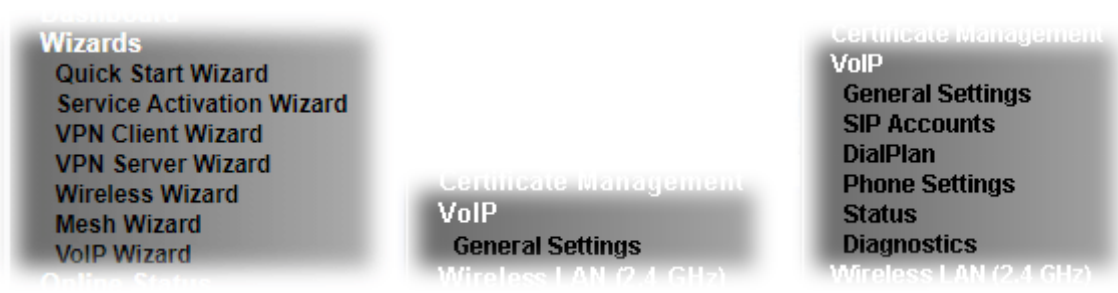 Dashboard
Wizards
Quick Start Wizard
Service Activation Wizard
VPN Client Wizard
VPN Server Wizard
Wireless Wizard
Mesh Wizard
VoIP Wizard
Online Status
Certificate Management
VoIP
General Settings
Wireless LAN (2.4 GHz)
Certificate Management
VoIP
General Settings
SIP Accounts
DialPlan
Phone Settings
Status
Diagnostics
Wireless LAN (2.4 GHz)